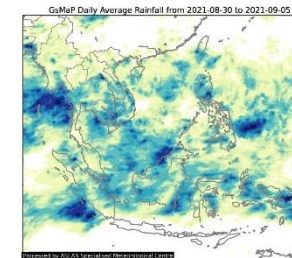 GSMaP Daily Average Rainfall from 2021-08-30 to 2021-09-05
Processed by ASEAN Specialised Meteorological Centre